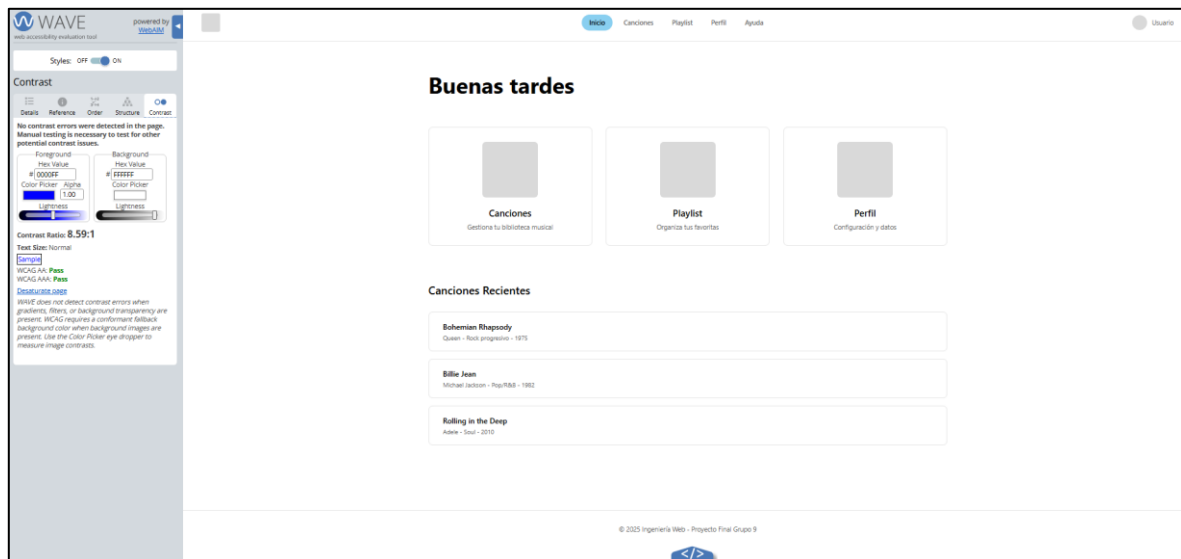 WAVE
powered by
WebAIM
web accessibility evaluation tool
Styles: OFF ON
Contrast
Details Reference Order Structure Contrast
No contrast errors were detected in the page.
Manual testing is necessary to test for other
potential contrast issues.
Foreground
Hex Value
# 0000FF
Color Picker Alpha
1.00
Lightness
Background
Hex Value
# FFFFFF
Color Picker
Lightness
Contrast Ratio: 8.59:1
Text Size: Normal
Sample
WCAG AA: Pass
WCAG AAA: Pass
Desaturate page
WAVE does not detect contrast errors when
gradients, filters, or background transparency are
present. WCAG requires a conformant fallback
background color when background images are
present. Use the Color Picker eye dropper to
measure image contrasts.
Inicio Canciones Playlist Perfil Ayuda
Usuario
Buenas tardes
Canciones
Gestiona tu biblioteca musical
Playlist
Organiza tus favoritas
Perfil
Configuración y datos
Canciones Recientes
Bohemian Rhapsody
Queen - Rock progresivo - 1975
Billie Jean
Michael Jackson - Pop/R&B - 1982
Rolling in the Deep
Adele - Soul - 2010
© 2025 Ingeniería Web - Proyecto Final Grupo 9
</>